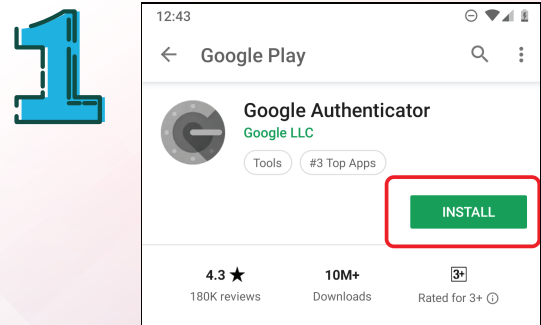 1
12:43
Google Play
Google Authenticator
Google LLC
Tools #3 Top Apps
INSTALL
4.3 ★ 10M+ 3+
180K reviews Downloads Rated for 3+